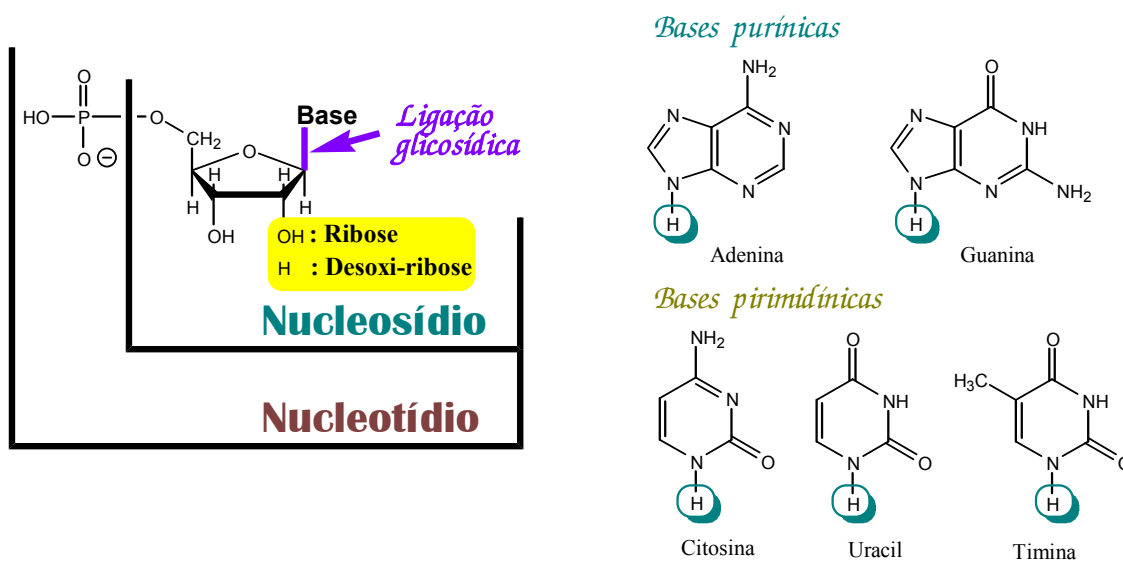 O
HO
P
O
O ⊖
CH₂
O
Base
Ligação
glicosídica
H
H
H
H
OH
OH : Ribose
H : Desoxi-ribose
Nucleosídio
Nucleotídio
Bases purínicas
NH₂
N
N
N
N
H
Adenina
O
N
NH
N
N
NH₂
H
Guanina
Bases pirimidínicas
NH₂
N
N
O
H
Citosina
O
NH
N
O
H
Uracil
O
H₃C
NH
N
O
H
Timina